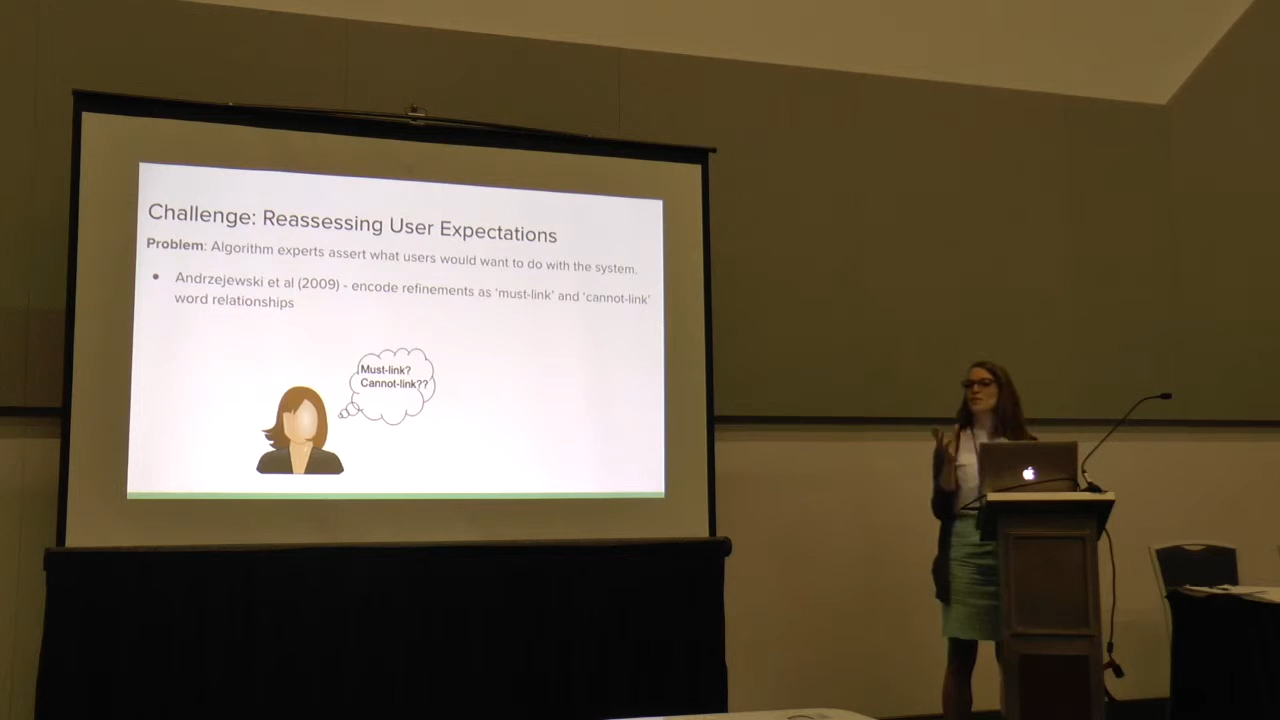 Challenge: Reassessing User Expectations
Problem: Algorithm experts assert what users would want to do with the system.
• Andrzejewski et al (2009) - encode refinements as 'must-link' and 'cannot-link'
word relationships
Must-link?
Cannot-link??